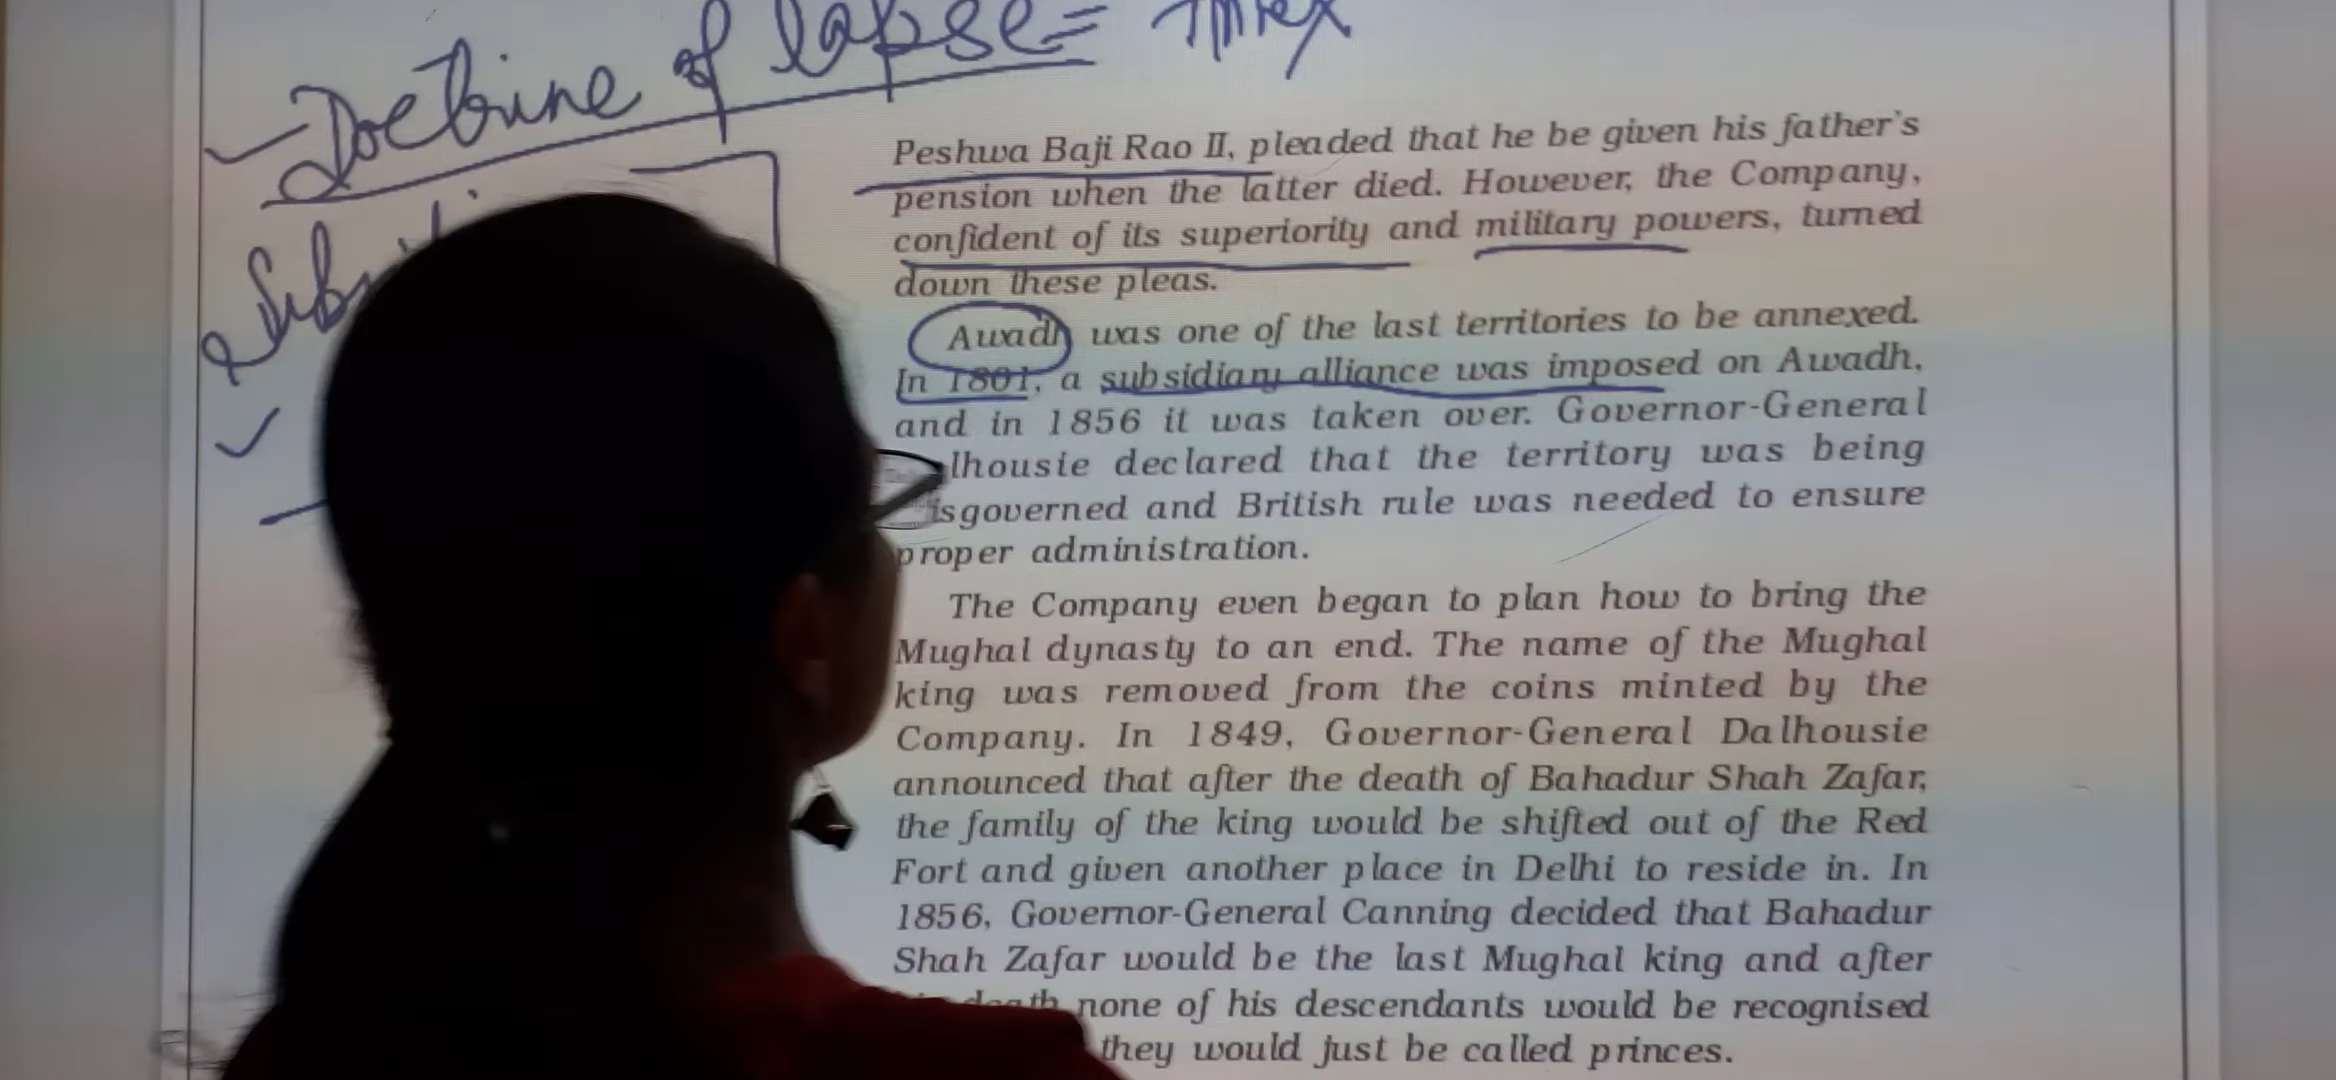 Doctrine of lapse =
Peshwa Baji Rao II, pleaded that he be given his father's
pension when the latter died. However, the Company,
confident of its superiority and military powers, turned
down these pleas.
Awadh was one of the last territories to be annexed.
In 1801, a subsidiary alliance was imposed on Awadh,
and in 1856 it was taken over. Governor-General
lhousie declared that the territory was being
isgoverned and British rule was needed to ensure
proper administration.
The Company even began to plan how to bring the
Mughal dynasty to an end. The name of the Mughal
king was removed from the coins minted by the
Company. In 1849, Governor-General Dalhousie
announced that after the death of Bahadur Shah Zafar,
the family of the king would be shifted out of the Red
Fort and given another place in Delhi to reside in. In
1856, Governor-General Canning decided that Bahadur
Shah Zafar would be the last Mughal king and after
death none of his descendants would be recognised
they would just be called princes.